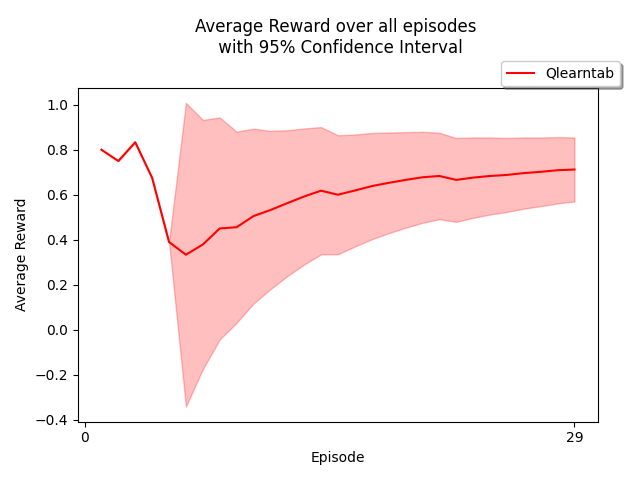 Average Reward over all episodes
with 95% Confidence Interval
Qlearntab
1.0
0.8
0.6
0.4
0.2
0.0
−0.2
−0.4
Average Reward
0
29
Episode